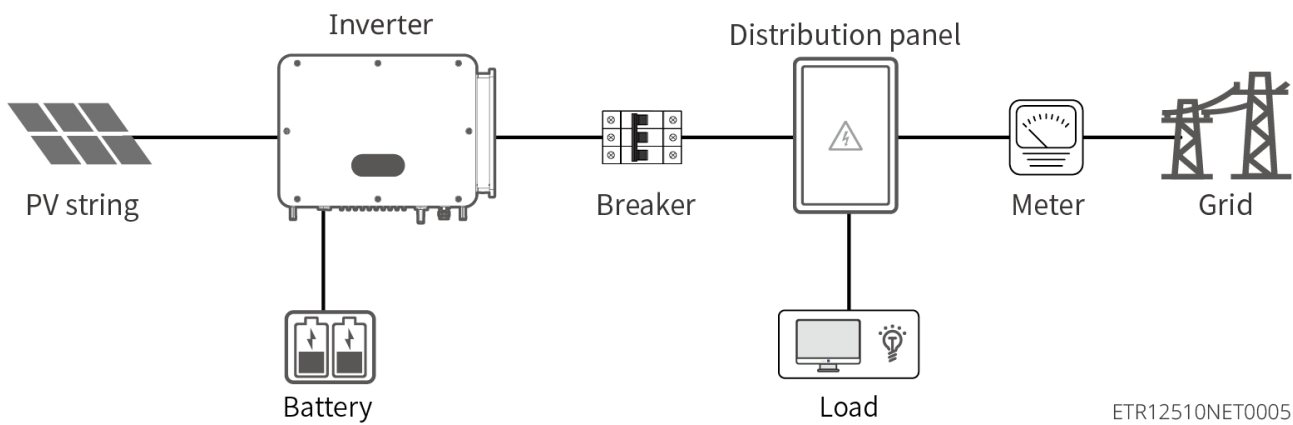 Inverter
Distribution panel
PV string
Breaker
Meter
Grid
Battery
Load
ETR12510NET0005